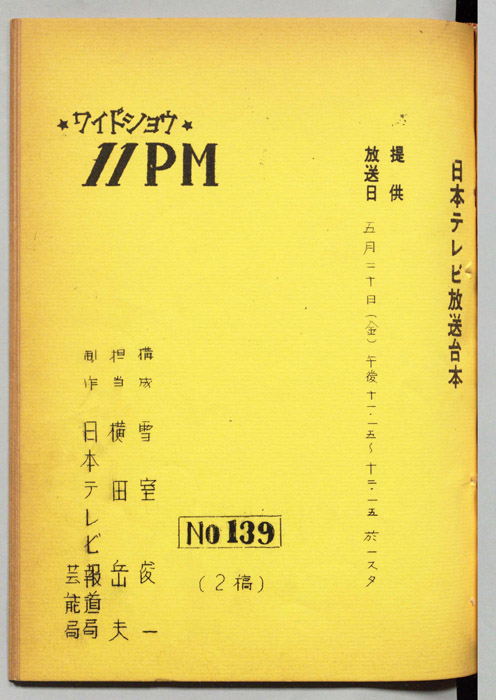 日本テレビ放送台本
提供
放送日 五月二十日(金)午後十一・一五〜十二・一五 於一スタ
★ワイドショウ★
11PM
No 139
(2稿)
構成 雪室俊一
担当 横田岳夫
制作 日本テレビ報道局
芸能局